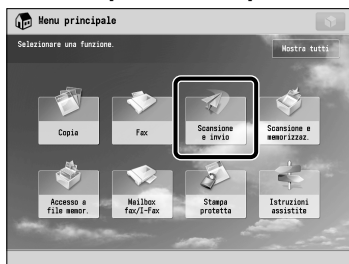 Menu principale
Selezionare una funzione.
Mostra tutti
Copia
Fax
Scansione
e invio
Scansione e
memorizzaz.
Accesso a
file memor.
Mailbox
fax/I-Fax
Stampa
protetta
Istruzioni
assistite